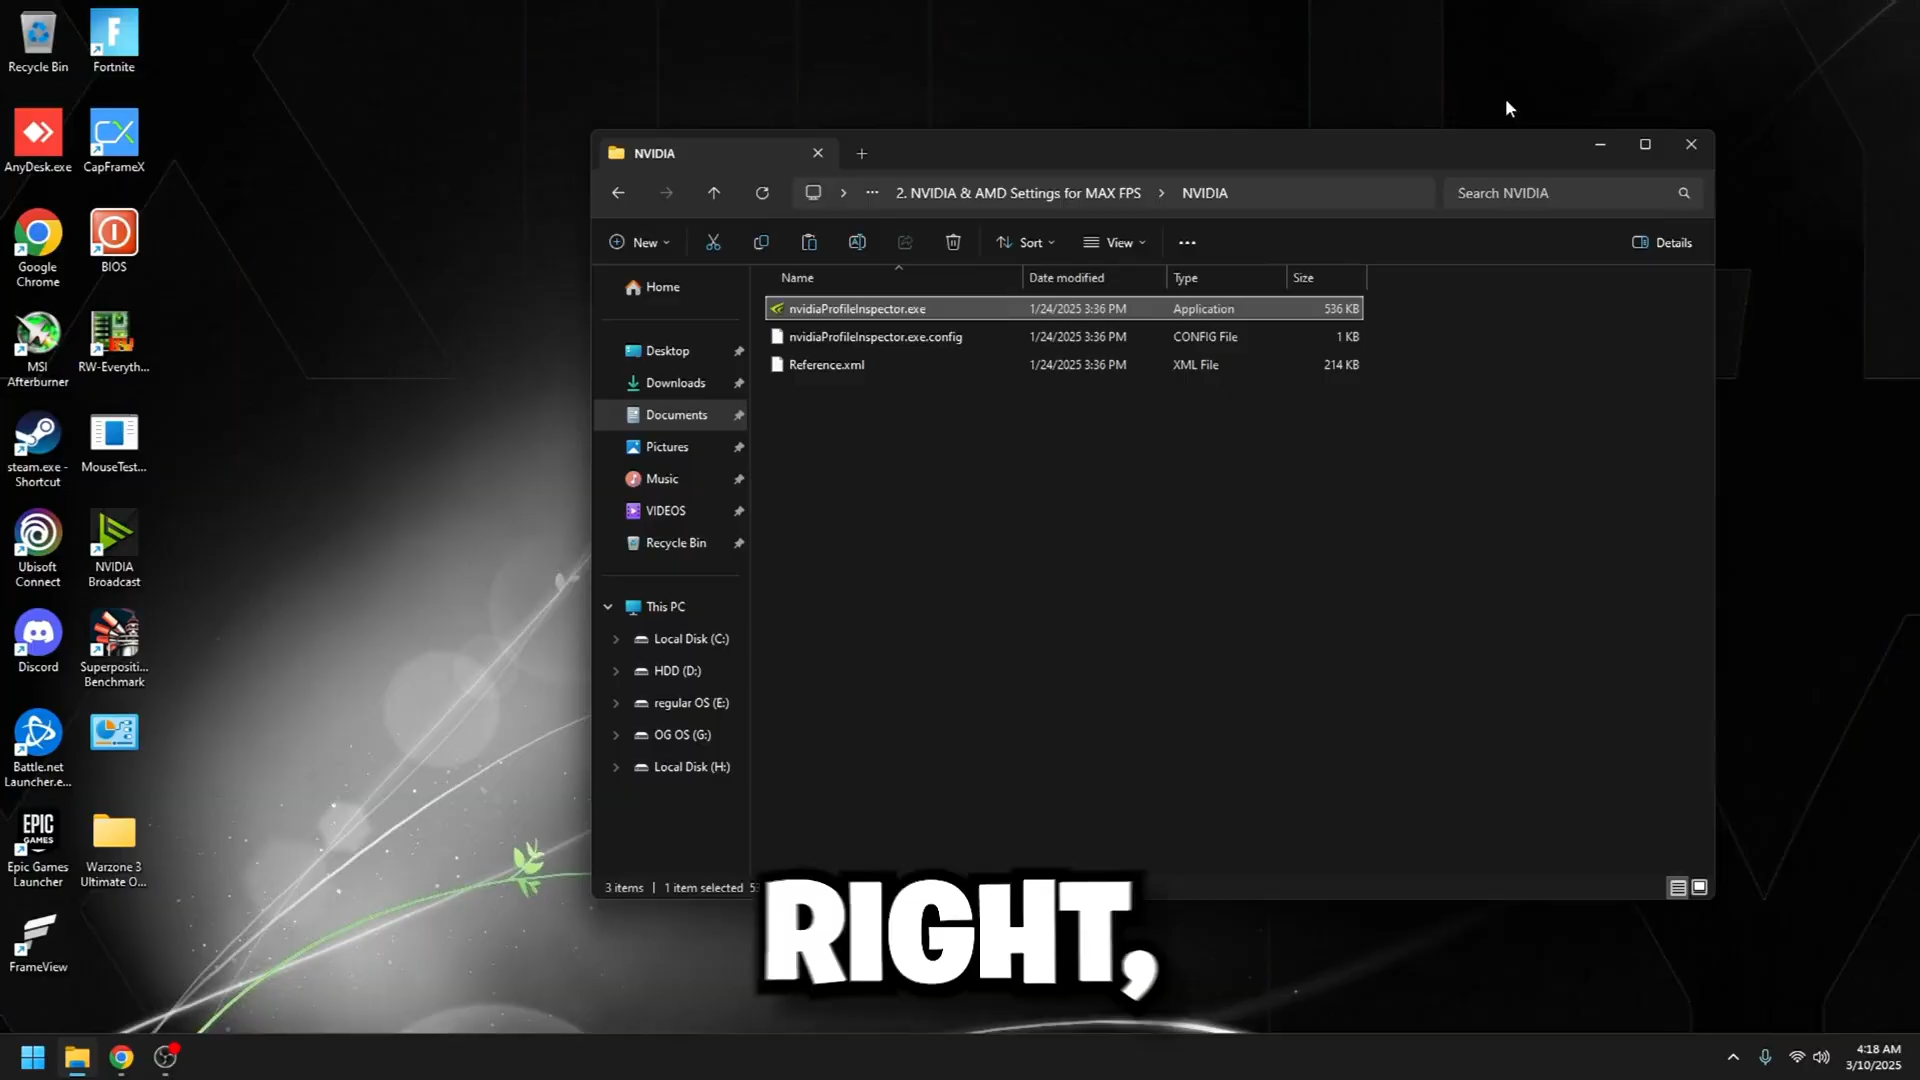 Recycle Bin
Fortnite
AnyDesk.exe
CapFrameX
Google
Chrome
BIOS
MSI
Afterburner
RW-Everyth...
steam.exe -
Shortcut
MouseTest...
Ubisoft
Connect
NVIDIA
Broadcast
Discord
Superpositi...
Benchmark
Battle.net
Launcher.e...
EPIC
GAMES
Epic Games
Launcher
Warzone 3
Ultimate O...
FrameView
NVIDIA
2. NVIDIA & AMD Settings for MAX FPS > NVIDIA
Search NVIDIA
New
Sort
View
Details
Home
Desktop
Downloads
Documents
Pictures
Music
VIDEOS
Recycle Bin
This PC
Local Disk (C:)
HDD (D:)
regular OS (E:)
OG OS (G:)
Local Disk (H:)
Name Date modified Type Size
nvidiaProfileInspector.exe 1/24/2025 3:36 PM Application 536 KB
nvidiaProfileInspector.exe.config 1/24/2025 3:36 PM CONFIG File 1 KB
Reference.xml 1/24/2025 3:36 PM XML File 214 KB
3 items 1 item selected
RIGHT,
4:18 AM
3/10/2025